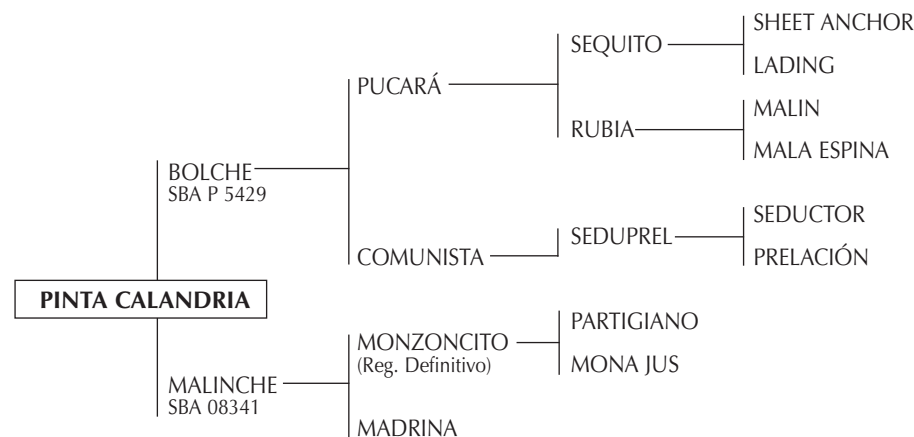 SHEET ANCHOR
SEQUITO
LADING
PUCARÁ
MALIN
RUBIA
MALA ESPINA
BOLCHE
SBA P 5429
SEDUCTOR
SEDUPREL
COMUNISTA
PRELACIÓN
PINTA CALANDRIA
PARTIGIANO
MONZONCITO
(Reg. Definitivo)
MONA JUS
MALINCHE
SBA 08341
MADRINA